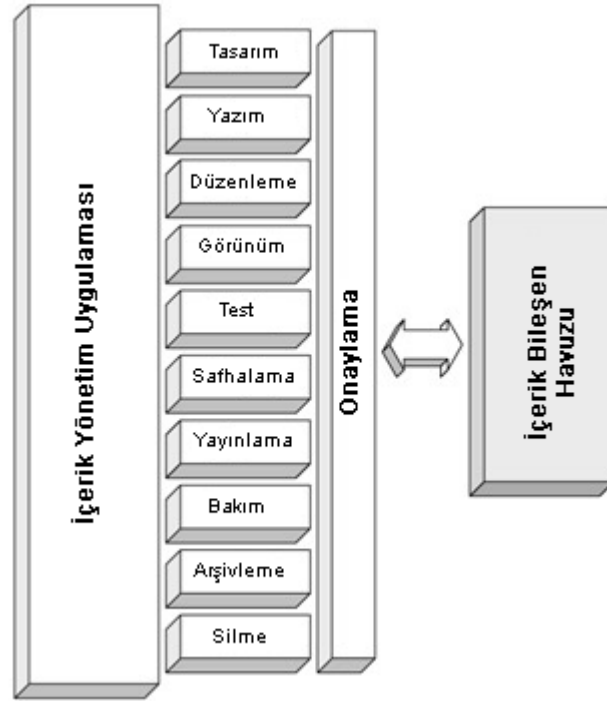 İçerik Yönetim Uygulaması
Tasarım
Yazım
Düzenleme
Görünüm
Test
Safhalama
Yayınlama
Bakım
Arşivleme
Silme
Onaylama
İçerik Bileşen
Havuzu